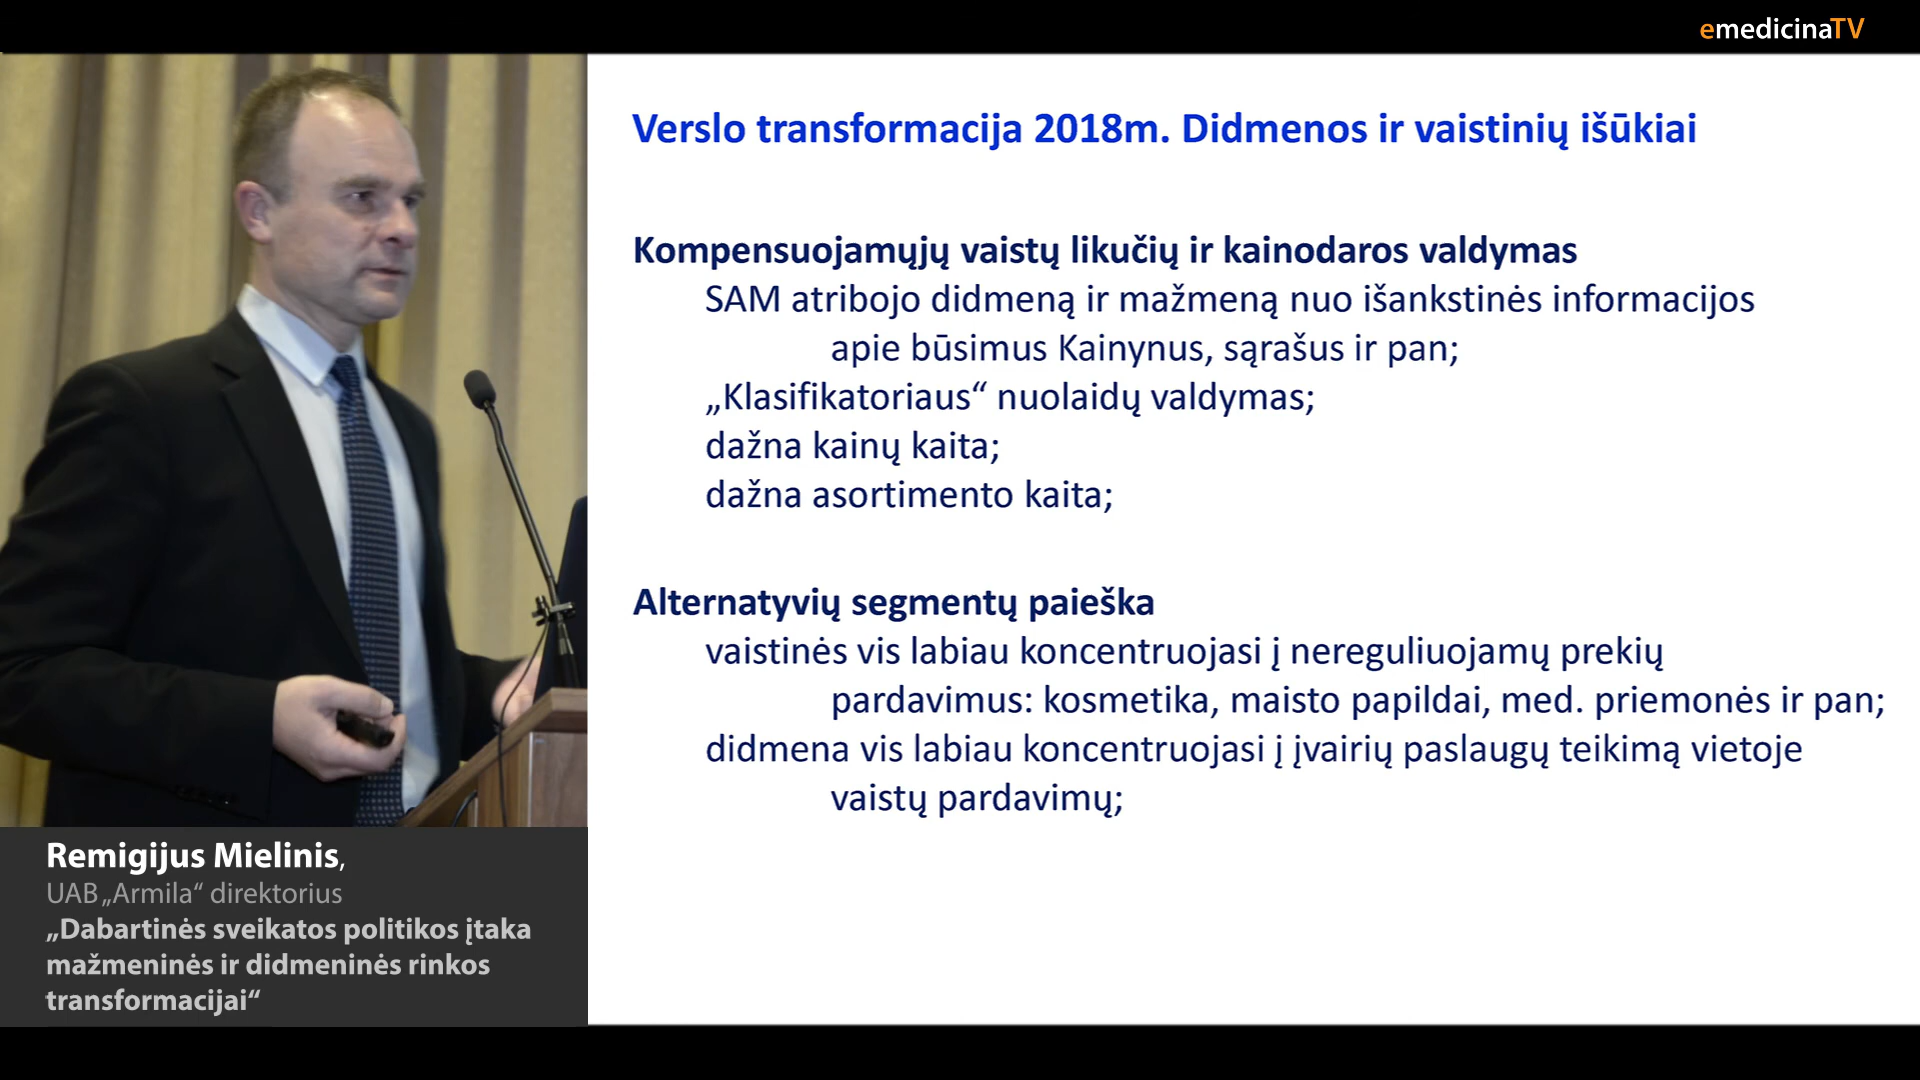 emedicinaTV
Verslo transformacija 2018m. Didmenos ir vaistinių išūkiai
Kompensuojamųjų vaistų likučių ir kainodaros valdymas
SAM atribojo didmeną ir mažmeną nuo išankstinės informacijos
apie būsimus Kainynus, sąrašus ir pan;
„Klasifikatoriaus“ nuolaidų valdymas;
dažna kainų kaita;
dažna asortimento kaita;
Alternatyvių segmentų paieška
vaistinės vis labiau koncentruojasi į nereguliuojamų prekių
pardavimus: kosmetika, maisto papildai, med. priemonės ir pan;
didmena vis labiau koncentruojasi į įvairių paslaugų teikimą vietoje
vaistų pardavimų;
Remigijus Mielinis,
UAB „Armila“ direktorius
„Dabartinės sveikatos politikos įtaka
mažmeninės ir didmeninės rinkos
transformacijai“